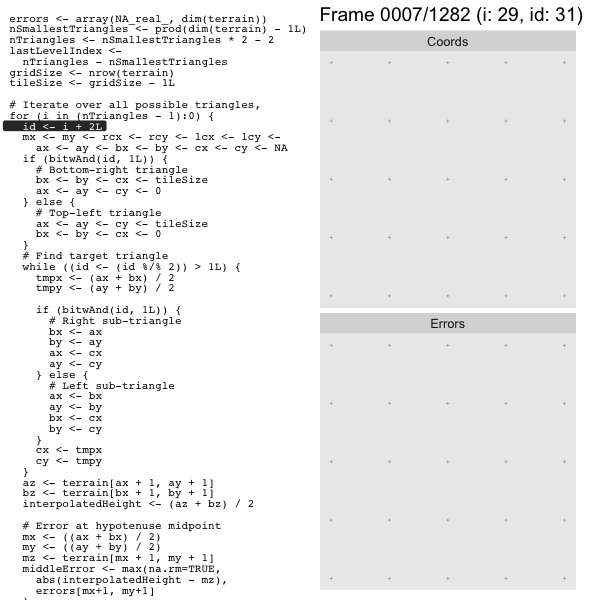 errors <- array(NA_real_, dim(terrain))
nSmallestTriangles <- prod(dim(terrain) - 1L)
nTriangles <- nSmallestTriangles * 2 - 2
lastLevelIndex <-
  nTriangles - nSmallestTriangles
gridSize <- nrow(terrain)
tileSize <- gridSize - 1L

# Iterate over all possible triangles,
for (i in (nTriangles - 1):0) {
  id <- i + 2L
  mx <- my <- rcx <- rcy <- lcx <- lcy <-
    ax <- ay <- bx <- by <- cx <- cy <- NA
  if (bitwAnd(id, 1L)) {
    # Bottom-right triangle
    bx <- by <- cx <- tileSize
    ax <- ay <- cy <- 0
  } else {
    # Top-left triangle
    ax <- ay <- cy <- tileSize
    bx <- by <- cx <- 0
  }
  # Find target triangle
  while ((id <- (id %/% 2)) > 1L) {
    tmpx <- (ax + bx) / 2
    tmpy <- (ay + by) / 2

    if (bitwAnd(id, 1L)) {
      # Right sub-triangle
      bx <- ax
      by <- ay
      ax <- cx
      ay <- cy
    } else {
      # Left sub-triangle
      ax <- bx
      ay <- by
      bx <- cx
      by <- cy
    }
    cx <- tmpx
    cy <- tmpy
  }
  az <- terrain[ax + 1, ay + 1]
  bz <- terrain[bx + 1, by + 1]
  interpolatedHeight <- (az + bz) / 2

  # Error at hypotenuse midpoint
  mx <- ((ax + bx) / 2)
  my <- ((ay + by) / 2)
  mz <- terrain[mx + 1, my + 1]
  middleError <- max(na.rm=TRUE,
    abs(interpolatedHeight - mz),
    errors[mx+1, my+1]
Frame 0007/1282 (i: 29, id: 31)
Coords
Errors